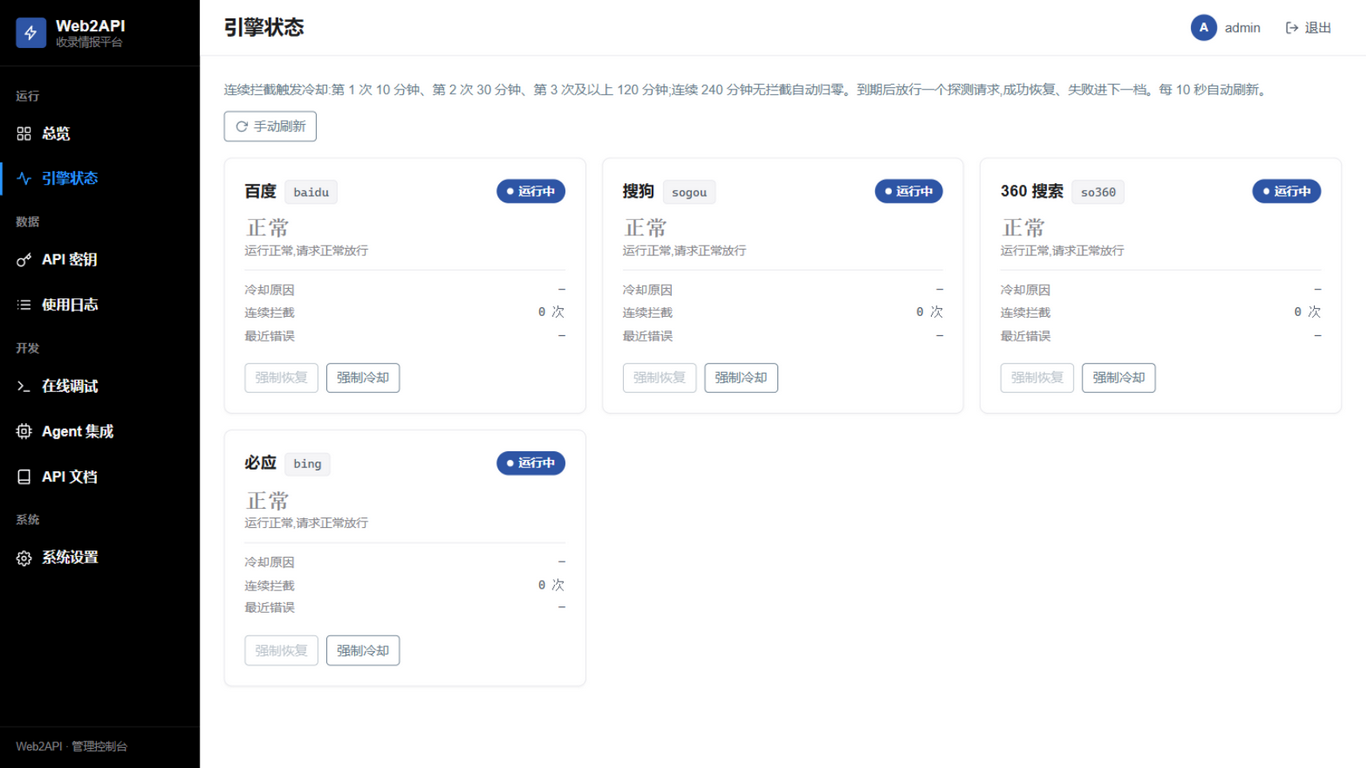 Web2API
收录情报平台
运行
总览
引擎状态
数据
API 密钥
使用日志
开发
在线调试
Agent 集成
API 文档
系统
系统设置
Web2API · 管理控制台
引擎状态
A admin 退出
连续拦截触发冷却:第 1 次 10 分钟、第 2 次 30 分钟、第 3 次及以上 120 分钟;连续 240 分钟无拦截自动归零。到期后放行一个探测请求,成功恢复、失败进下一档。每 10 秒自动刷新。
手动刷新
百度 baidu 运行中
正常
运行正常,请求正常放行
冷却原因 –
连续拦截 0 次
最近错误 –
强制恢复 强制冷却
搜狗 sogou 运行中
正常
运行正常,请求正常放行
冷却原因 –
连续拦截 0 次
最近错误 –
强制恢复 强制冷却
360 搜索 so360 运行中
正常
运行正常,请求正常放行
冷却原因 –
连续拦截 0 次
最近错误 –
强制恢复 强制冷却
必应 bing 运行中
正常
运行正常,请求正常放行
冷却原因 –
连续拦截 0 次
最近错误 –
强制恢复 强制冷却